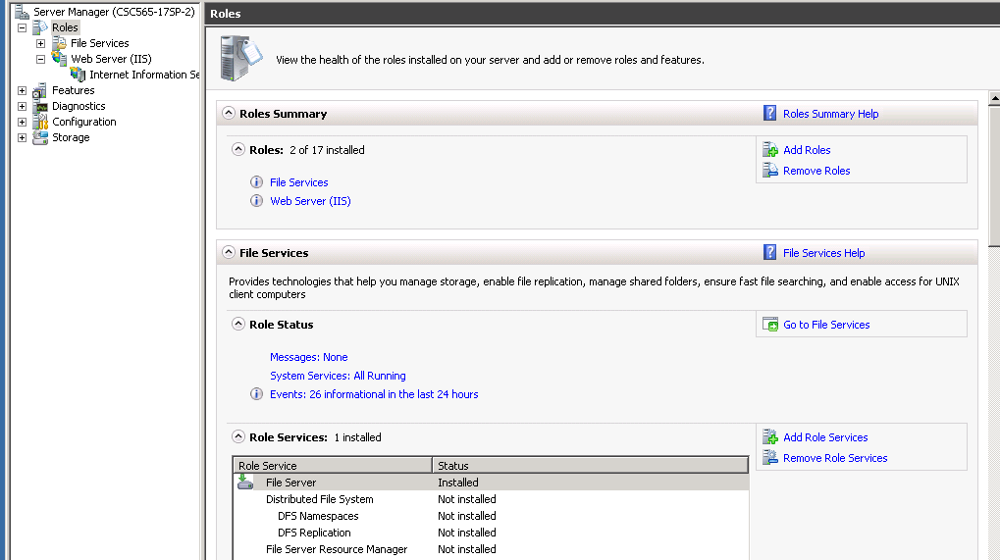 Server Manager (CSC565-17SP-2)
Roles
File Services
Web Server (IIS)
Internet Information Se
Features
Diagnostics
Configuration
Storage
Roles
View the health of the roles installed on your server and add or remove roles and features.
Roles Summary
Roles Summary Help
Roles: 2 of 17 installed
Add Roles
Remove Roles
File Services
Web Server (IIS)
File Services
File Services Help
Provides technologies that help you manage storage, enable file replication, manage shared folders, ensure fast file searching, and enable access for UNIX
client computers
Role Status
Go to File Services
Messages: None
System Services: All Running
Events: 26 informational in the last 24 hours
Role Services: 1 installed
Add Role Services
Remove Role Services
Role Service Status
File Server Installed
Distributed File System Not installed
DFS Namespaces Not installed
DFS Replication Not installed
File Server Resource Manager Not installed